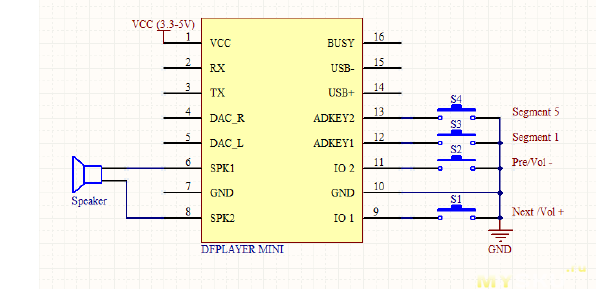 VCC (3.3-5V)
1 VCC BUSY 16
2 RX USB- 15
3 TX USB+ 14
4 DAC_R ADKEY2 13 S4 Segment 5
5 DAC_L ADKEY1 12 S3 Segment 1
6 SPK1 IO 2 11 S2 Pre/Vol -
7 GND GND 10
8 SPK2 IO 1 9 S1 Next /Vol +
Speaker
DFPLAYER MINI
GND